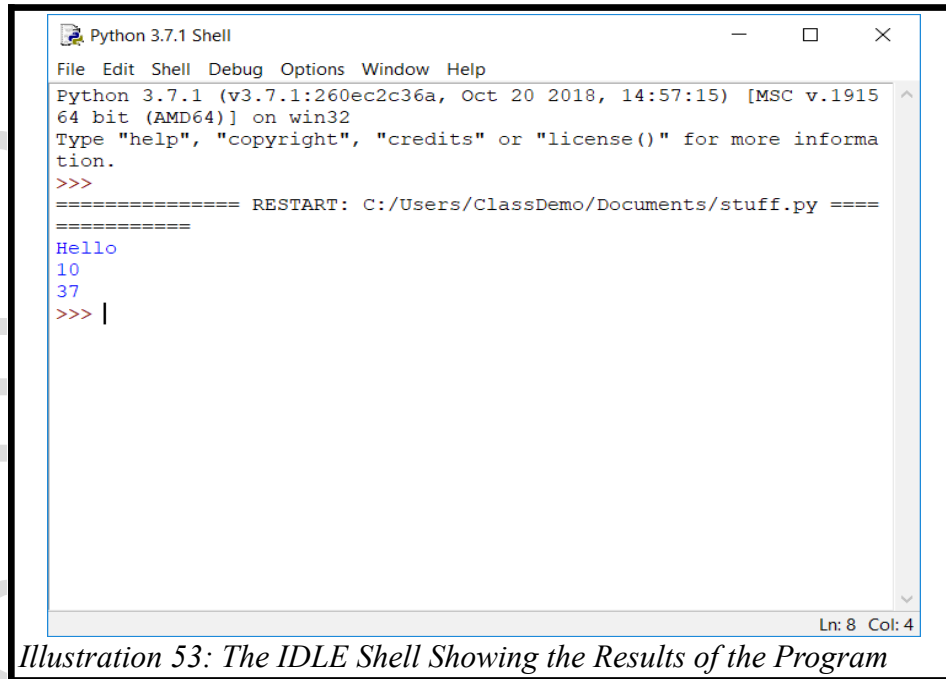 Python 3.7.1 Shell
File Edit Shell Debug Options Window Help
Python 3.7.1 (v3.7.1:260ec2c36a, Oct 20 2018, 14:57:15) [MSC v.1915
64 bit (AMD64)] on win32
Type "help", "copyright", "credits" or "license()" for more informa
tion.
>>>
=============== RESTART: C:/Users/ClassDemo/Documents/stuff.py ====
===========
Hello
10
37
>>>
Ln: 8 Col: 4
Illustration 53: The IDLE Shell Showing the Results of the Program